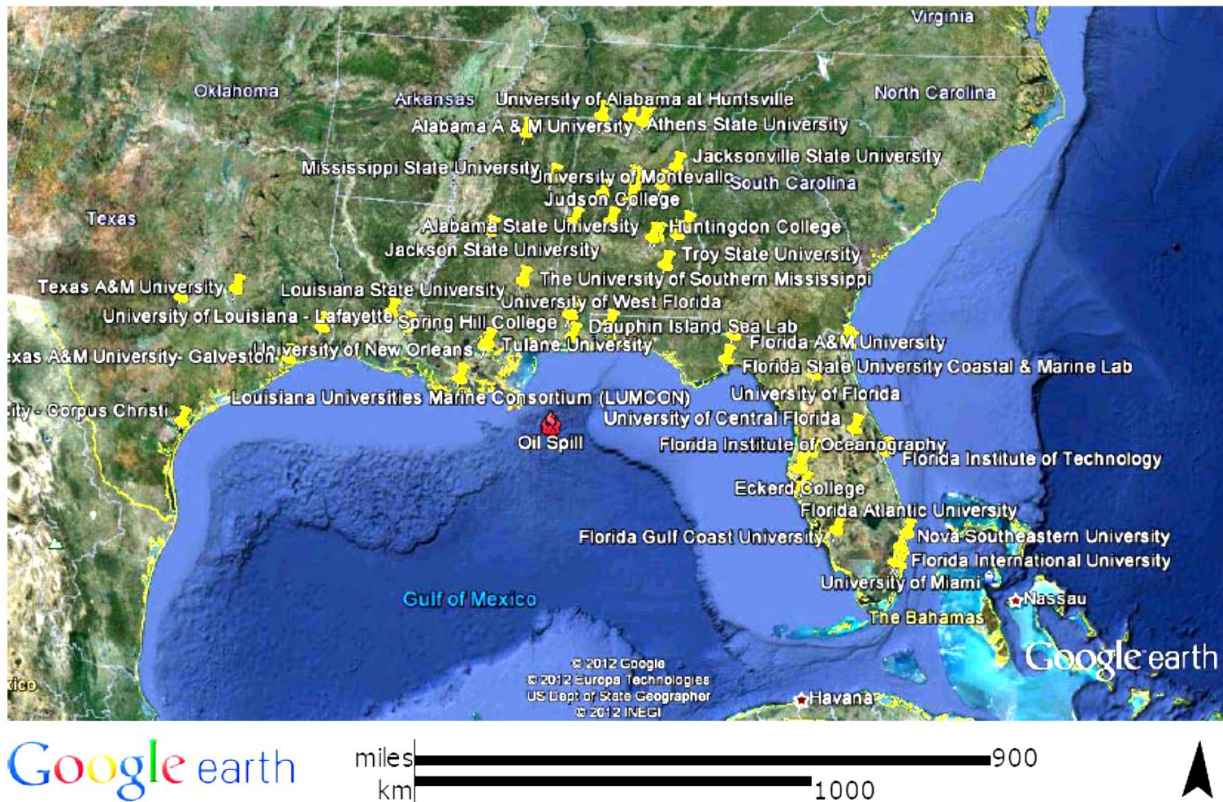 Virginia
Oklahoma
Arkansas
University of Alabama at Huntsville
North Carolina
Alabama A & M University
Athens State University
Mississippi State University
Jacksonville State University
University of Montevallo
South Carolina
Judson College
Texas
Alabama State University
Huntingdon College
Jackson State University
Troy State University
Texas A&M University
Louisiana State University
The University of Southern Mississippi
University of West Florida
University of Louisiana - Lafayette
Spring Hill College
Dauphin Island Sea Lab
exas A&M University- Galveston
University of New Orleans
Tulane University
Florida A&M University
Florida State University Coastal & Marine Lab
Louisiana Universities Marine Consortium (LUMCON)
University of Florida
ity - Corpus Christi
University of Central Florida
Oil Spill
Florida Institute of Oceanography
Florida Institute of Technology
Eckerd College
Florida Atlantic University
Florida Gulf Coast University
Nova Southeastern University
Florida International University
University of Miami
Gulf of Mexico
Nassau
The Bahamas
© 2012 Google
© 2012 Europa Technologies
US Dept of State Geographer
© 2012 INEGI
Google earth
xico
Havana
Google earth
miles 900
km 1000